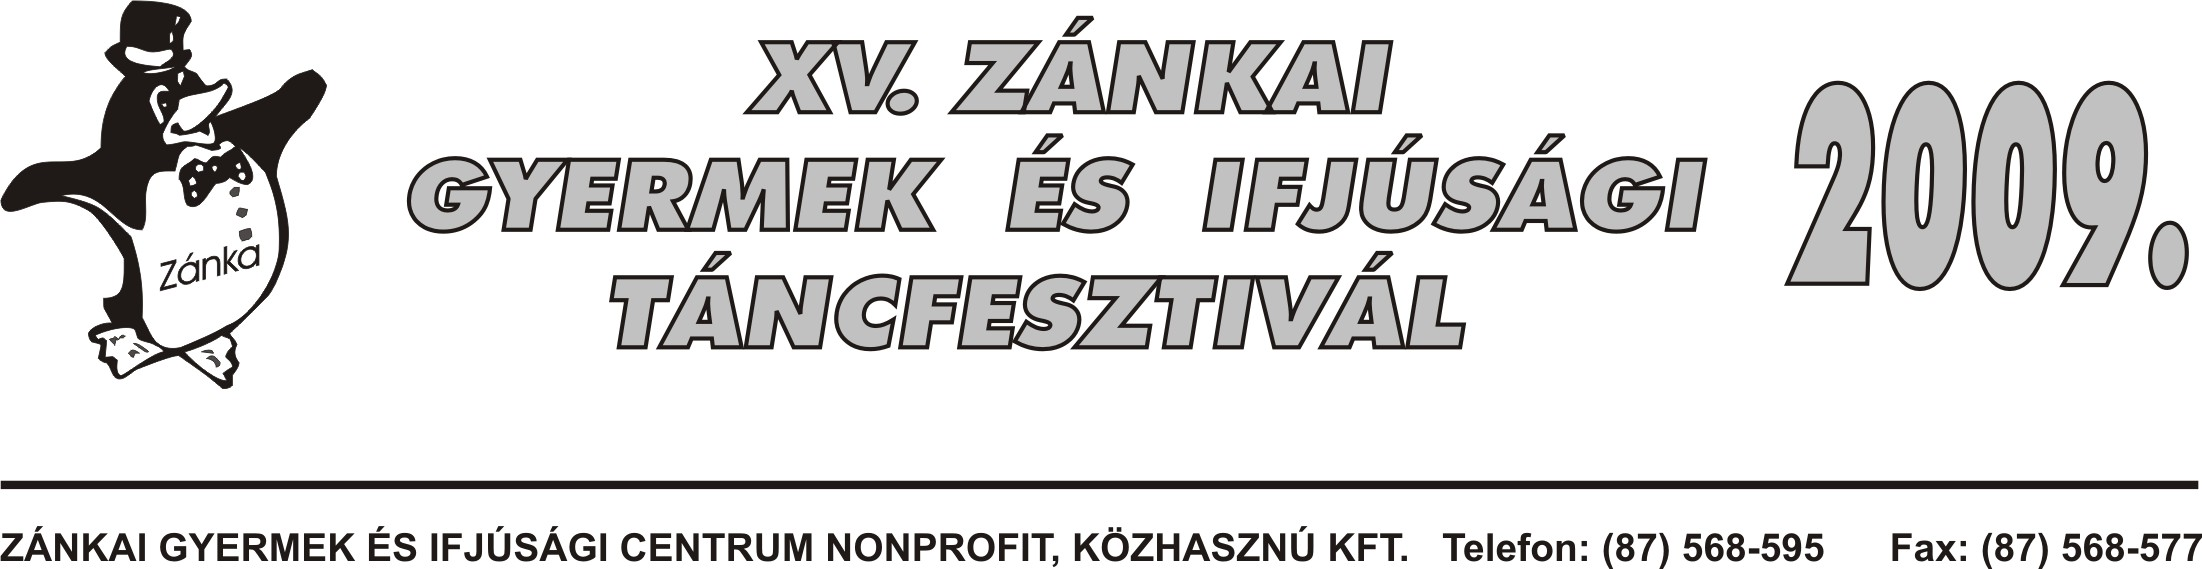 Zánka
XV. ZÁNKAI
GYERMEK ÉS IFJÚSÁGI
TÁNCFESZTIVÁL
2009.
ZÁNKAI GYERMEK ÉS IFJÚSÁGI CENTRUM NONPROFIT, KÖZHASZNÚ KFT. Telefon: (87) 568-595 Fax: (87) 568-577